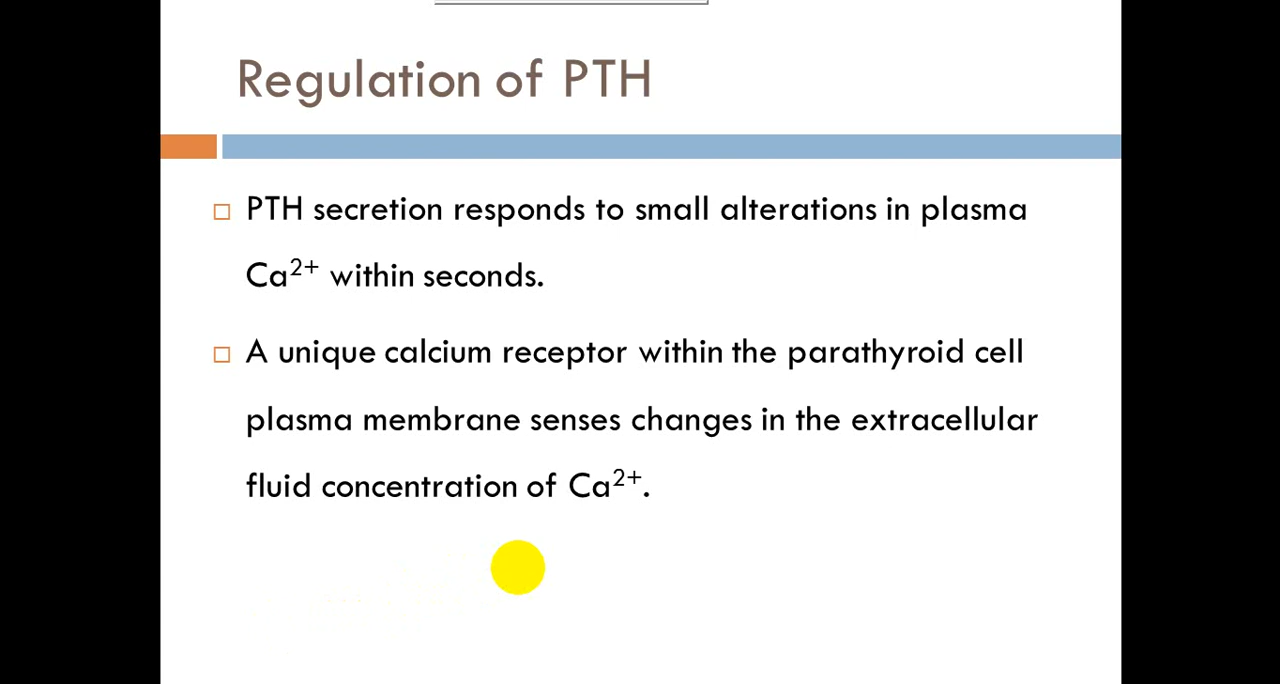 Regulation of PTH
PTH secretion responds to small alterations in plasma
Ca²⁺ within seconds.
A unique calcium receptor within the parathyroid cell
plasma membrane senses changes in the extracellular
fluid concentration of Ca²⁺.